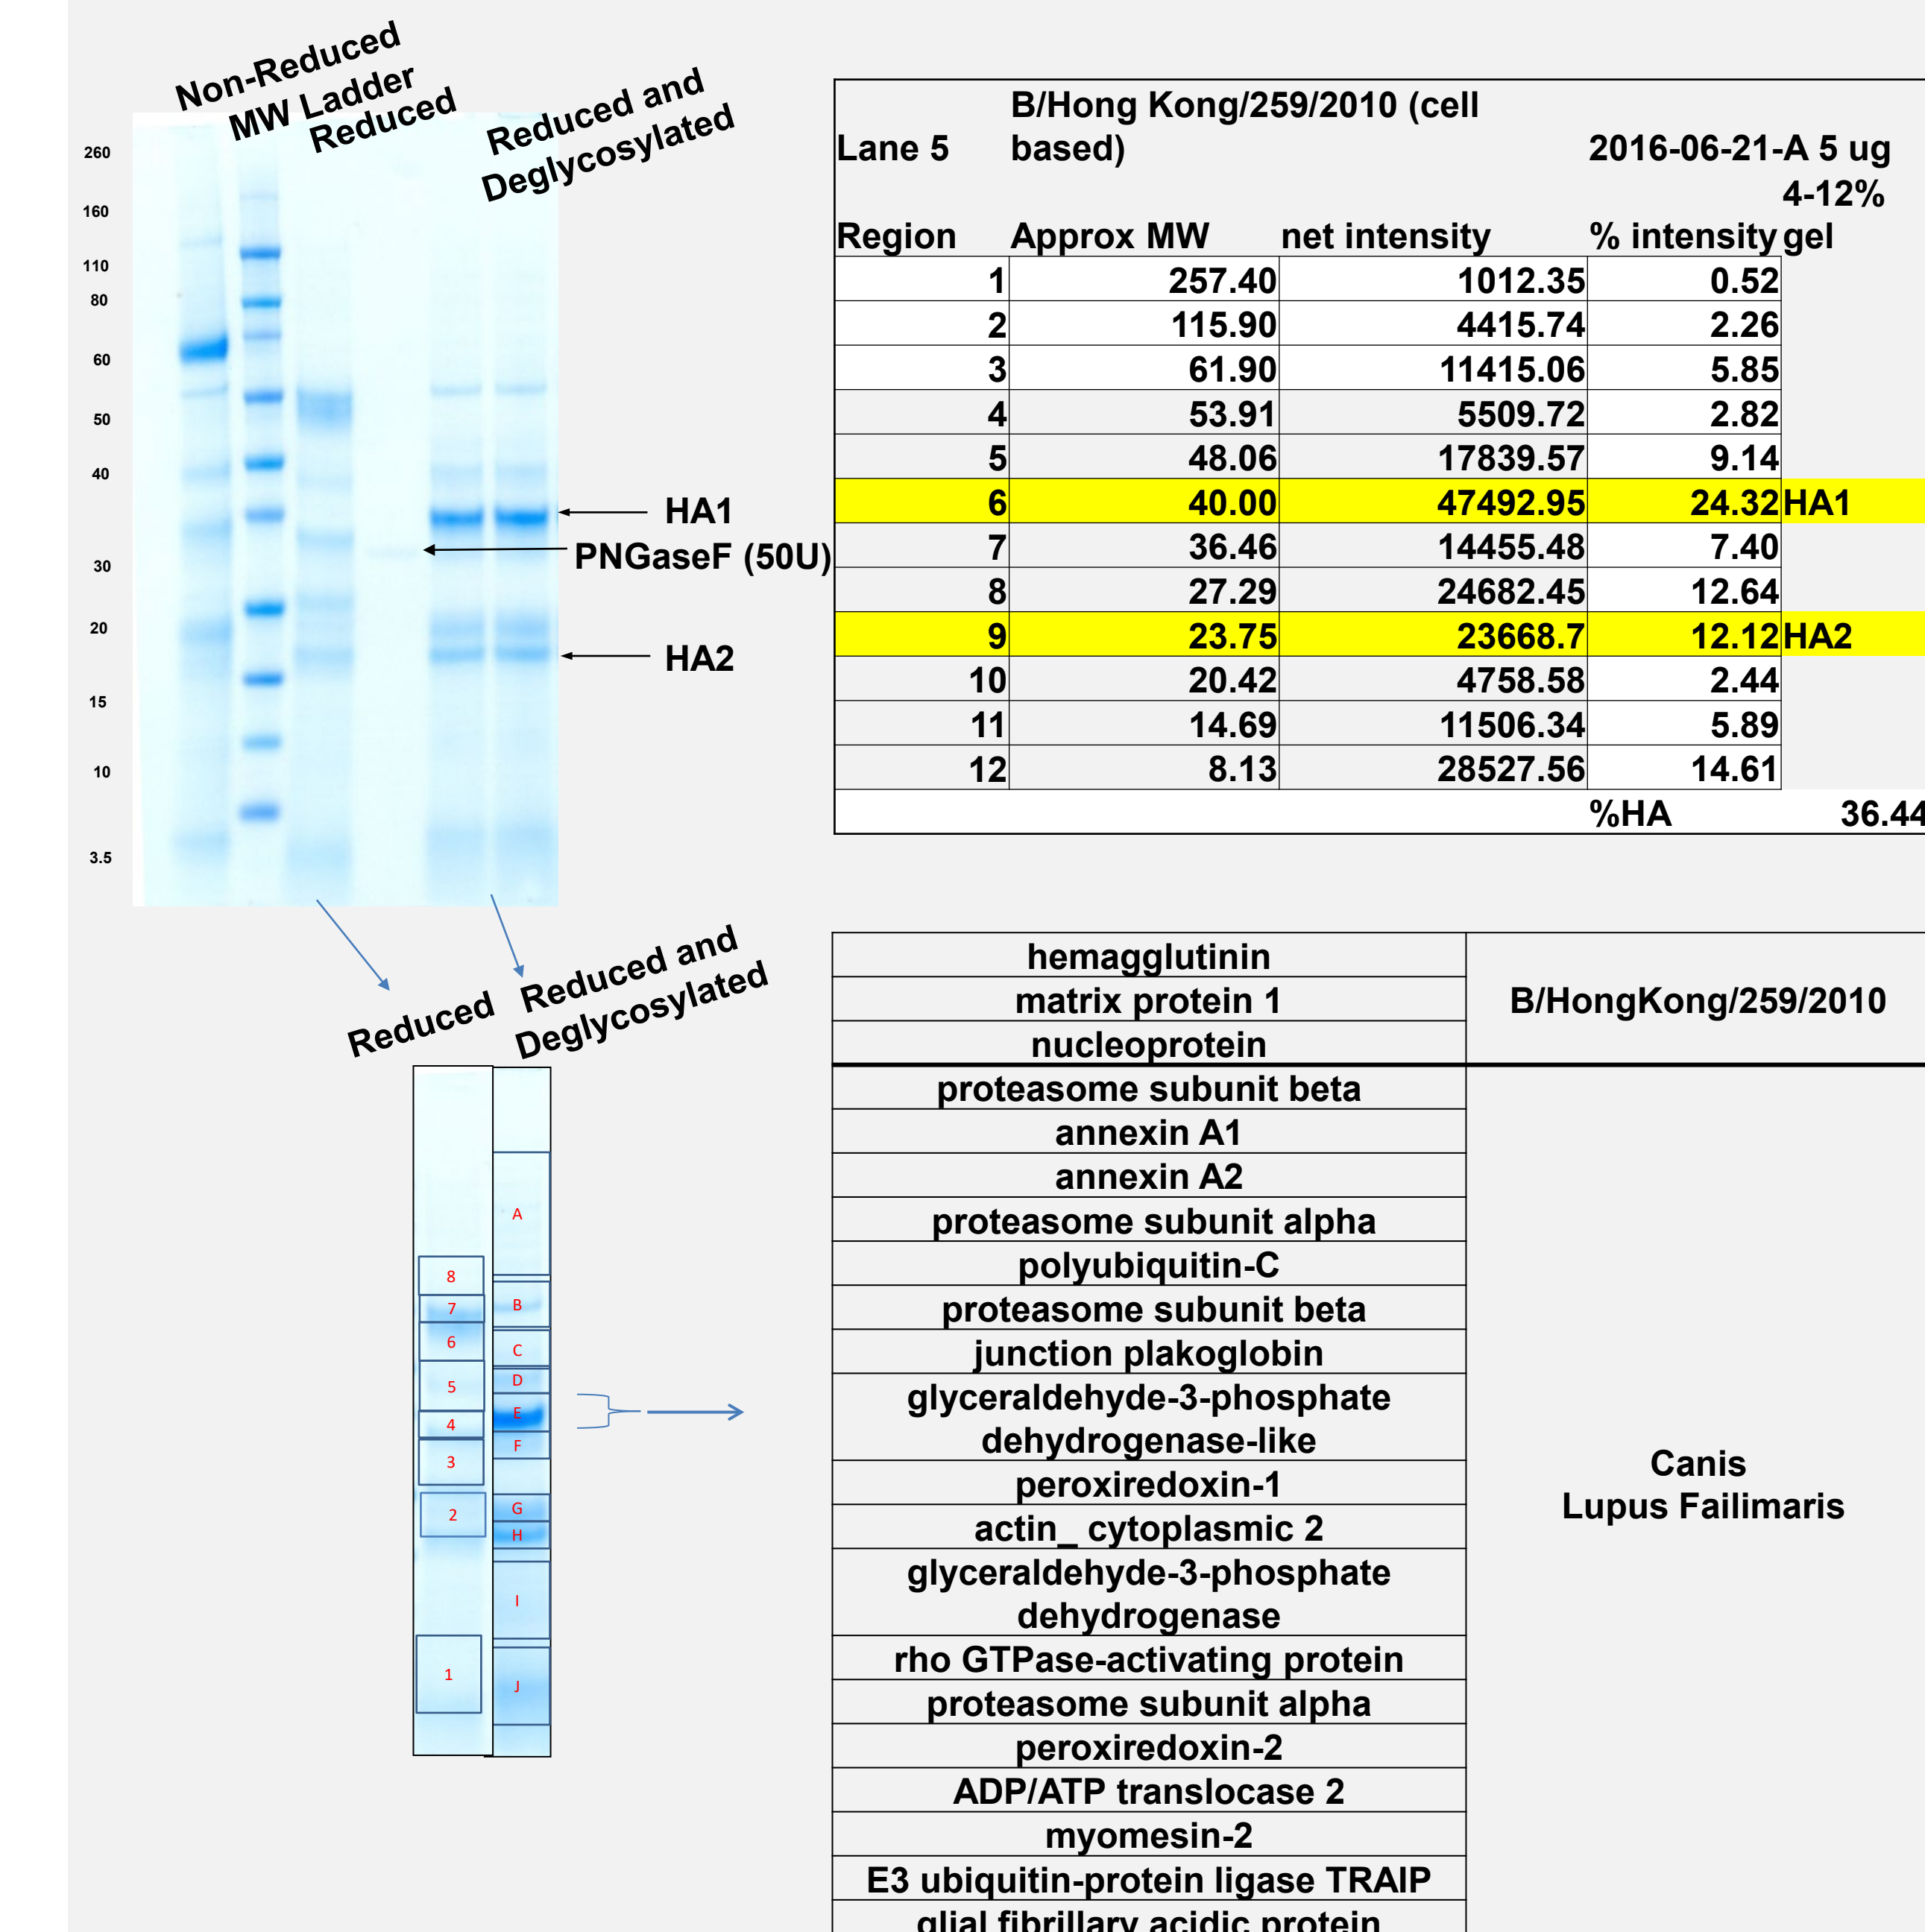 Non-Reduced
MW Ladder
Reduced
Reduced and
Deglycosylated
260
160
110
80
60
50
40
30
20
15
10
3.5
HA1
PNGaseF (50U)
HA2
B/Hong Kong/259/2010 (cell
Lane 5 based) 2016-06-21-A 5 ug
4-12%
Region Approx MW net intensity % intensity gel
1 257.40 1012.35 0.52
2 115.90 4415.74 2.26
3 61.90 11415.06 5.85
4 53.91 5509.72 2.82
5 48.06 17839.57 9.14
6 40.00 47492.95 24.32 HA1
7 36.46 14455.48 7.40
8 27.29 24682.45 12.64
9 23.75 23668.7 12.12 HA2
10 20.42 4758.58 2.44
11 14.69 11506.34 5.89
12 8.13 28527.56 14.61
%HA 36.44
Reduced
Reduced and
Deglycosylated
8
7
6
5
4
3
2
1
A
B
C
D
E
F
G
H
I
J
hemagglutinin
matrix protein 1
nucleoprotein
B/HongKong/259/2010
proteasome subunit beta
annexin A1
annexin A2
proteasome subunit alpha
polyubiquitin-C
proteasome subunit beta
junction plakoglobin
glyceraldehyde-3-phosphate
dehydrogenase-like
peroxiredoxin-1
actin_ cytoplasmic 2
glyceraldehyde-3-phosphate
dehydrogenase
rho GTPase-activating protein
proteasome subunit alpha
peroxiredoxin-2
ADP/ATP translocase 2
myomesin-2
E3 ubiquitin-protein ligase TRAIP
glial fibrillary acidic protein
Canis
Lupus Failimaris